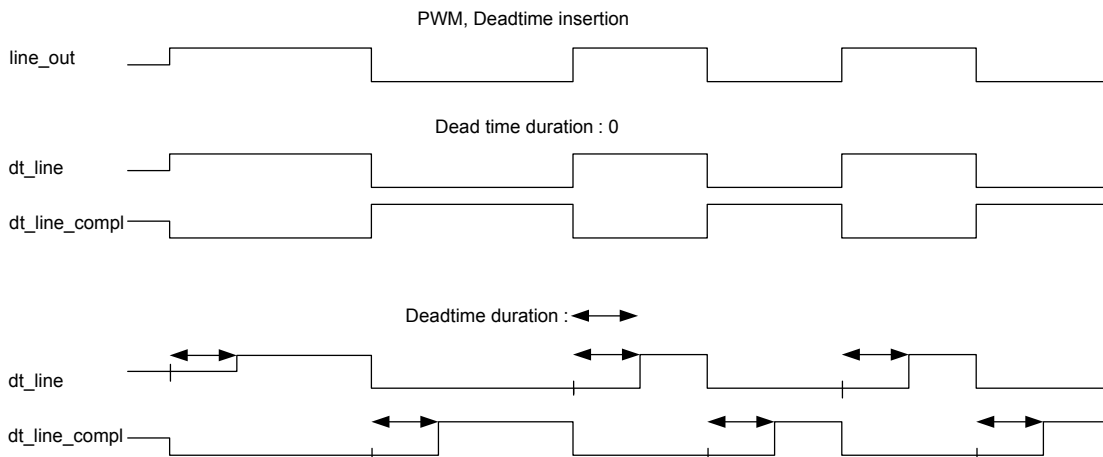 PWM, Deadtime insertion
line_out
Dead time duration : 0
dt_line
dt_line_compl
Deadtime duration :
dt_line
dt_line_compl